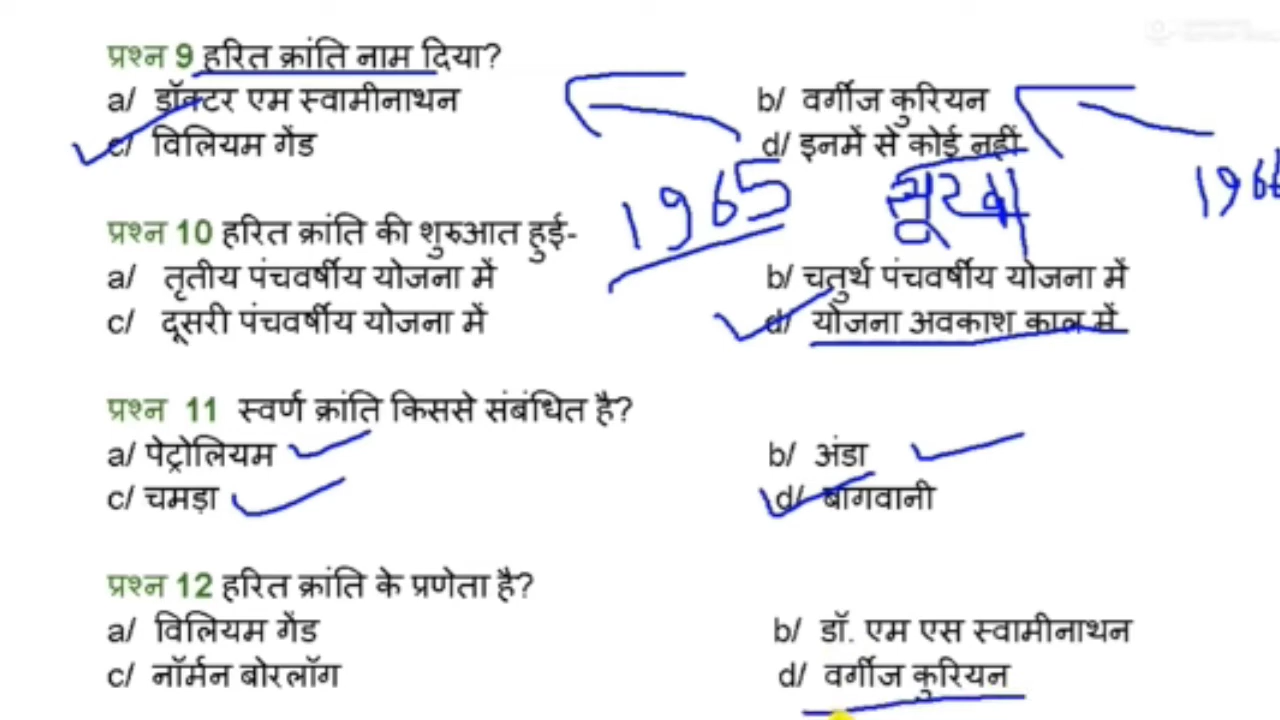 प्रश्न 9 हरित क्रांति नाम दिया?
a/ डॉक्टर एम स्वामीनाथन b/ वर्गीज कुरियन
c/ विलियम गेंड d/ इनमें से कोई नहीं
1965 सूरखा 1966
प्रश्न 10 हरित क्रांति की शुरुआत हुई-
a/ तृतीय पंचवर्षीय योजना में b/ चतुर्थ पंचवर्षीय योजना में
c/ दूसरी पंचवर्षीय योजना में d/ योजना अवकाश काल में
प्रश्न 11 स्वर्ण क्रांति किससे संबंधित है?
a/ पेट्रोलियम b/ अंडा
c/ चमड़ा d/ बागवानी
प्रश्न 12 हरित क्रांति के प्रणेता है?
a/ विलियम गेंड b/ डॉ. एम एस स्वामीनाथन
c/ नॉर्मन बोरलॉग d/ वर्गीज कुरियन